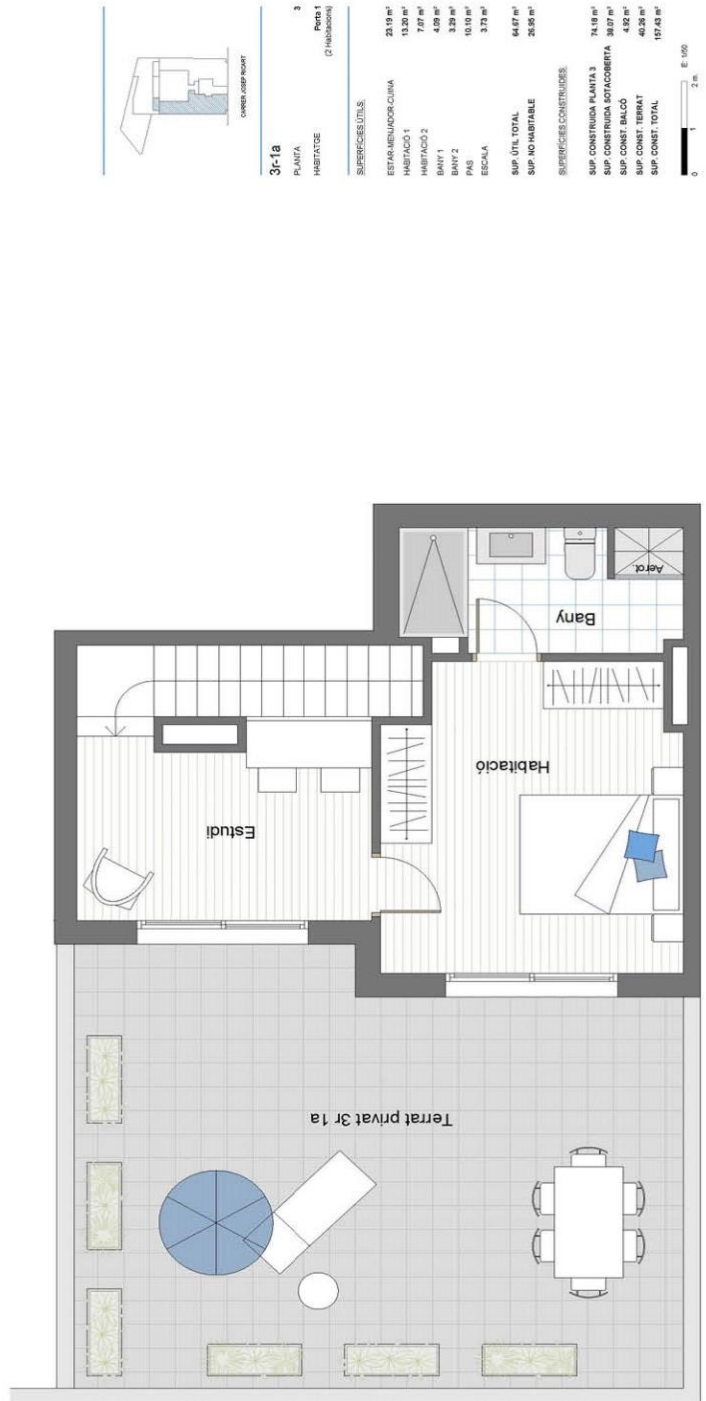 CARRER JOSEP RICART
3r-1a
PLANTA 3
HABITATGE Porta 1
(2 Habitacions)
SUPERFÍCIES ÚTILS:
ESTAR-MENJADOR-CUINA 23.19 m²
HABITACIÓ 1 13.20 m²
HABITACIÓ 2 7.07 m²
BANY 1 4.09 m²
BANY 2 3.29 m²
PAS 10.10 m²
ESCALA 3.73 m²
SUP. ÚTIL TOTAL 64.67 m²
SUP. NO HABITABLE 26.95 m²
SUPERFÍCIES CONSTRUIDES:
SUP. CONSTRUIDA PLANTA 3 74.18 m²
SUP. CONSTRUIDA SOTACOBERTA 38.07 m²
SUP. CONST. BALCÓ 4.92 m²
SUP. CONST. TERRAT 40.26 m²
SUP. CONST. TOTAL 157.43 m²
0 1 2 m. E: 1/50
Aerot.
Bany
Habitació
Estudi
Terrat privat 3r 1a